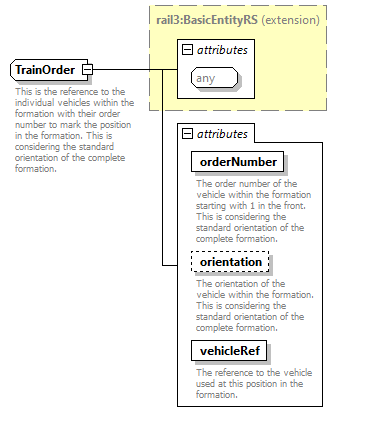 rail3:BasicEntityRS (extension)
attributes
any
TrainOrder
This is the reference to the
individual vehicles within the
formation with their order
number to mark the position
in the formation. This is
considering the standard
orientation of the complete
formation.
attributes
orderNumber
The order number of the
vehicle within the formation
starting with 1 in the front.
This is considering the
standard orientation of the
complete formation.
orientation
The orientation of the
vehicle within the formation.
This is considering the
standard orientation of the
complete formation.
vehicleRef
The reference to the vehicle
used at this position in the
formation.